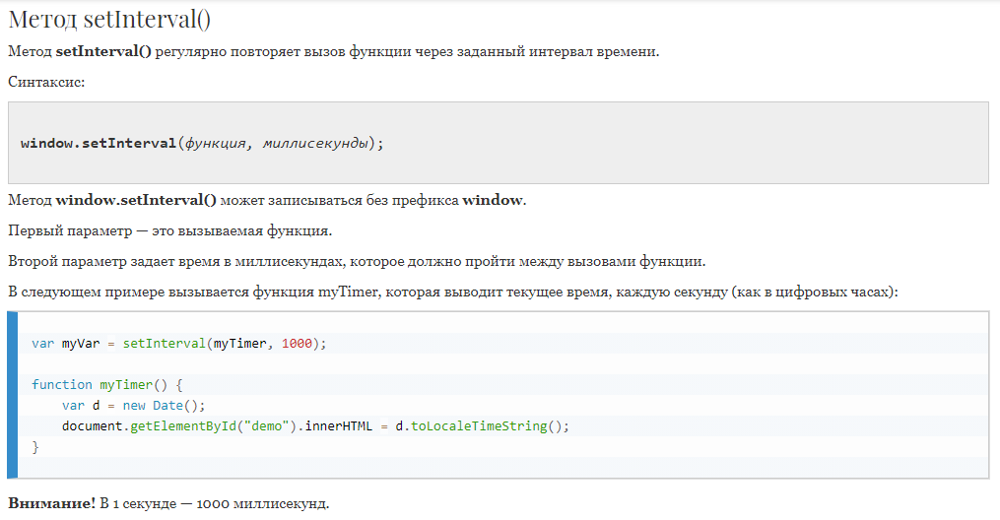 Метод setInterval()
Метод setInterval() регулярно повторяет вызов функции через заданный интервал времени.
Синтаксис:
window.setInterval(функция, миллисекунды);
Метод window.setInterval() может записываться без префикса window.
Первый параметр — это вызываемая функция.
Второй параметр задает время в миллисекундах, которое должно пройти между вызовами функции.
В следующем примере вызывается функция myTimer, которая выводит текущее время, каждую секунду (как в цифровых часах):
var myVar = setInterval(myTimer, 1000);
function myTimer() {
    var d = new Date();
    document.getElementById("demo").innerHTML = d.toLocaleTimeString();
}
Внимание! В 1 секунде — 1000 миллисекунд.